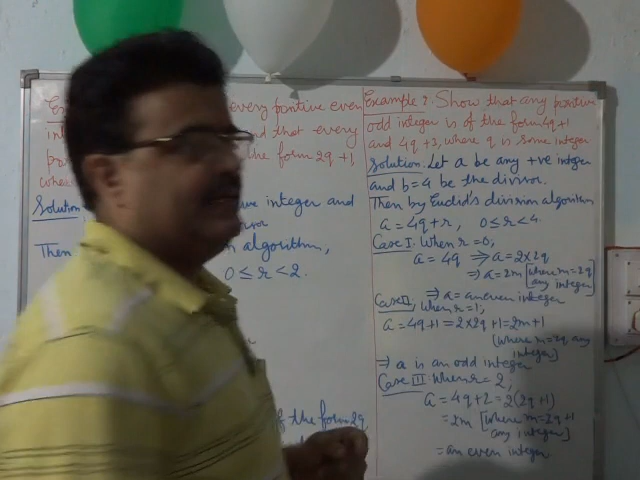 every positive even
and that every
the form 2q+1,
Solution
integer and
Then
algorithm,
0 ≤ r < 2.
of the form 2q
Example 2. Show that any positive
odd integer is of the form 4q+1
and 4q+3, where q is some integer
Solution: Let a be any +ve integer
and b=4 be the divisor.
Then by Euclid's division algorithm
a = 4q+r, 0≤r<4
Case I: When r=0,
a = 4q ⇒ a=2×2q
⇒ a=2m [where m=2q
any integer]
⇒ a= an even integer
Case II, When r=1;
a = 4q+1=2×2q+1=2m+1
[where m=2q any
integer]
⇒ a is an odd integer
Case III When r=2;
a = 4q+2=2(2q+1)
=2m [where m=2q+1
any integer]
=an even integer